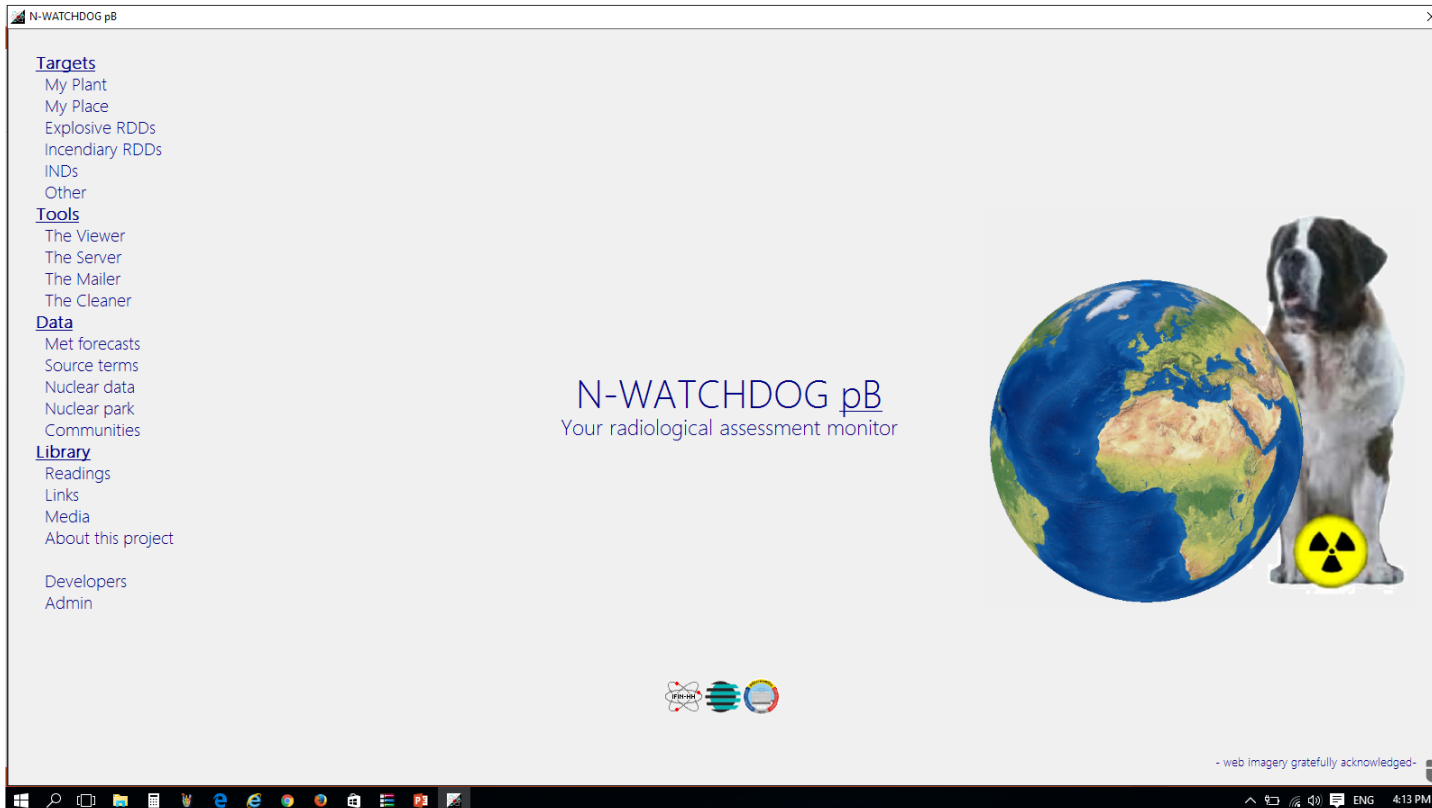 N-WATCHDOG pB
Targets
My Plant
My Place
Explosive RDDs
Incendiary RDDs
INDs
Other
Tools
The Viewer
The Server
The Mailer
The Cleaner
Data
Met forecasts
Source terms
Nuclear data
Nuclear park
Communities
Library
Readings
Links
Media
About this project
Developers
Admin
N-WATCHDOG pB
Your radiological assessment monitor
IFIN-HH
- web imagery gratefully acknowledged-
ENG
4:13 PM